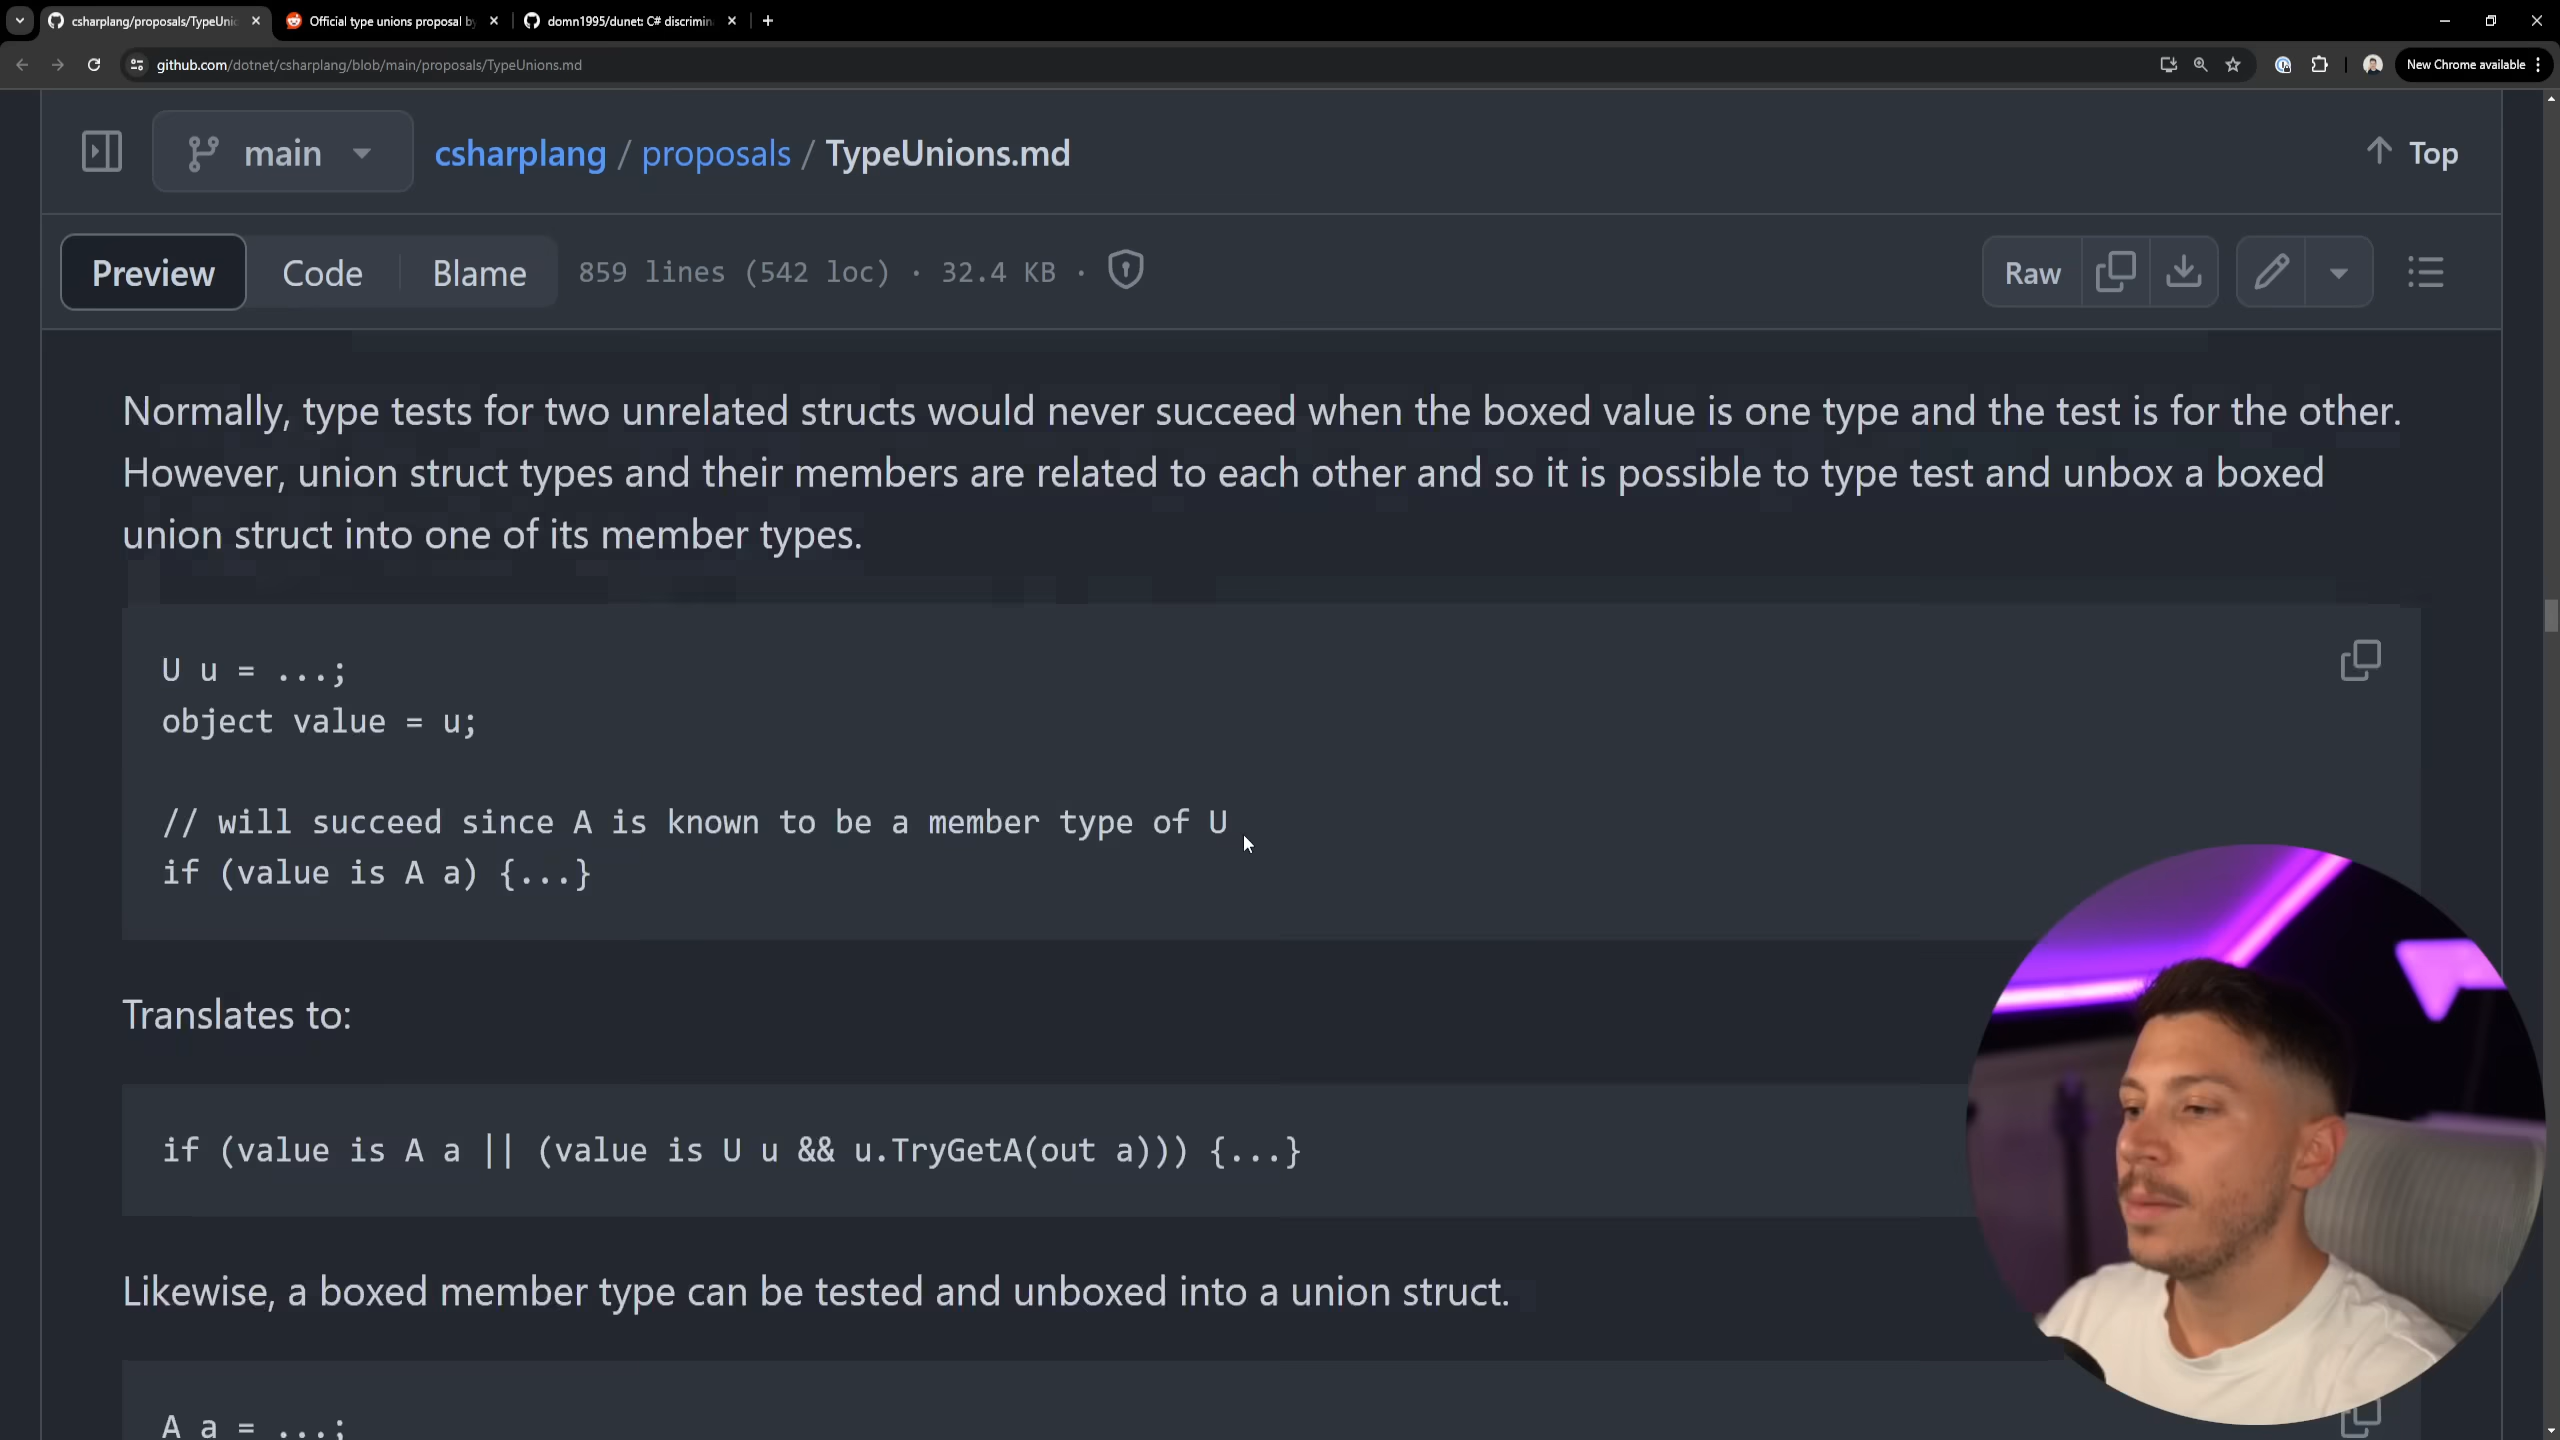 csharplang/proposals/TypeUnio
Official type unions proposal by
domn1995/dunet: C# discrimin
github.com/dotnet/csharplang/blob/main/proposals/TypeUnions.md
New Chrome available
main
csharplang / proposals / TypeUnions.md
Top
Preview
Code
Blame
859 lines (542 loc) · 32.4 KB ·
Raw
Normally, type tests for two unrelated structs would never succeed when the boxed value is one type and the test is for the other.
However, union struct types and their members are related to each other and so it is possible to type test and unbox a boxed
union struct into one of its member types.
U u = ...;
object value = u;
// will succeed since A is known to be a member type of U
if (value is A a) {...}
Translates to:
if (value is A a || (value is U u && u.TryGetA(out a))) {...}
Likewise, a boxed member type can be tested and unboxed into a union struct.
A a = ...;